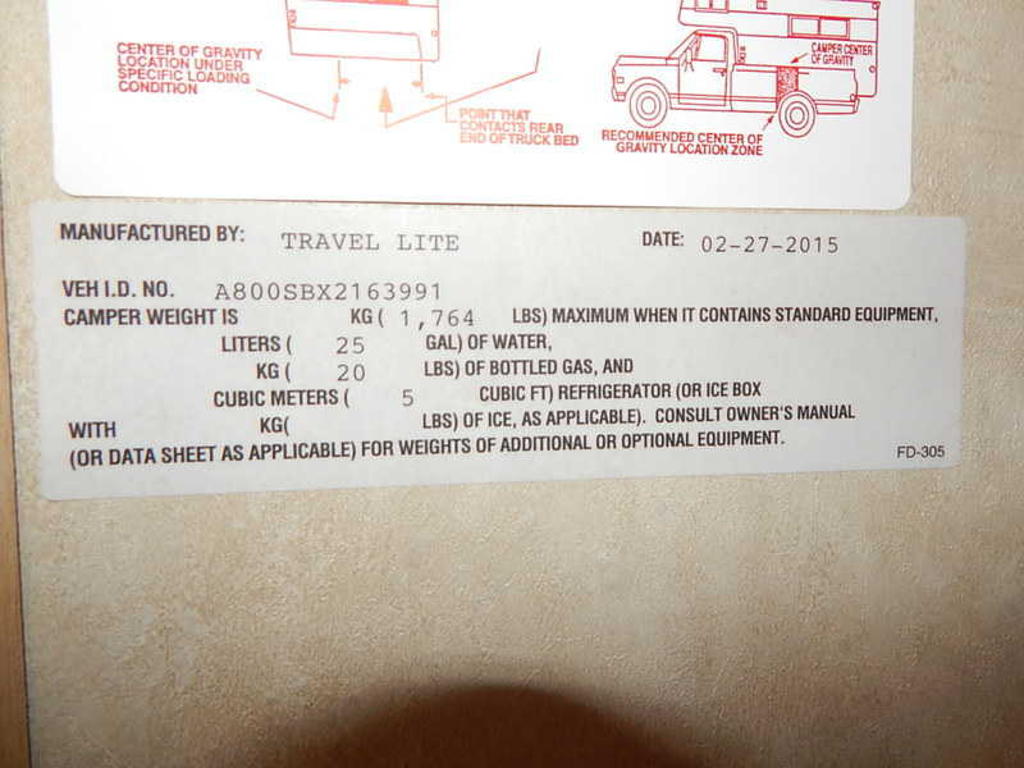 CENTER OF GRAVITY
LOCATION UNDER
SPECIFIC LOADING
CONDITION
POINT THAT
CONTACTS REAR
END OF TRUCK BED
CAMPER CENTER
OF GRAVITY
RECOMMENDED CENTER OF
GRAVITY LOCATION ZONE
MANUFACTURED BY: TRAVEL LITE DATE: 02-27-2015
VEH I.D. NO. A800SBX2163991
CAMPER WEIGHT IS KG ( 1,764 LBS) MAXIMUM WHEN IT CONTAINS STANDARD EQUIPMENT,
LITERS ( 25 GAL) OF WATER,
KG ( 20 LBS) OF BOTTLED GAS, AND
CUBIC METERS ( 5 CUBIC FT) REFRIGERATOR (OR ICE BOX
WITH KG( LBS) OF ICE, AS APPLICABLE). CONSULT OWNER'S MANUAL
(OR DATA SHEET AS APPLICABLE) FOR WEIGHTS OF ADDITIONAL OR OPTIONAL EQUIPMENT.
FD-305